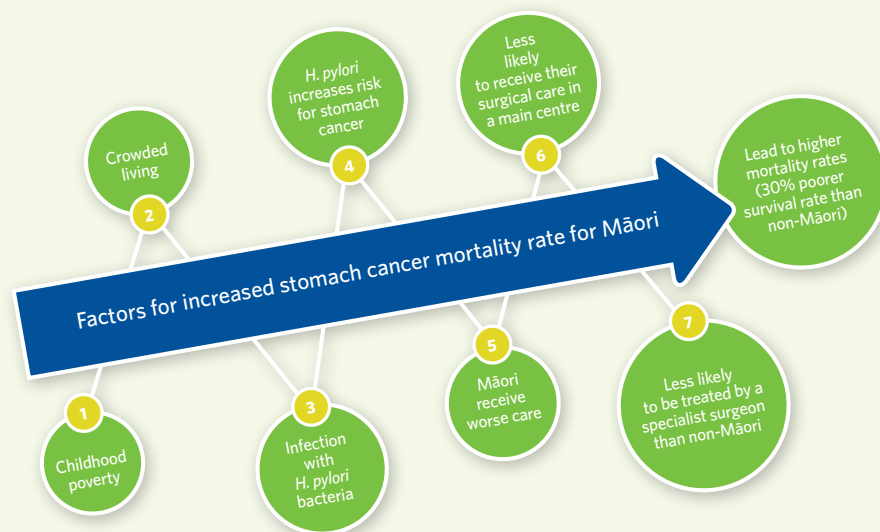 Factors for increased stomach cancer mortality rate for Māori
1
Childhood
poverty
2
Crowded
living
3
Infection
with
H. pylori
bacteria
4
H. pylori
increases risk
for stomach
cancer
5
Māori
receive
worse care
6
Less
likely
to receive their
surgical care in
a main centre
7
Less likely
to be treated by a
specialist surgeon
than non-Māori
Lead to higher
mortality rates
(30% poorer
survival rate than
non-Māori)